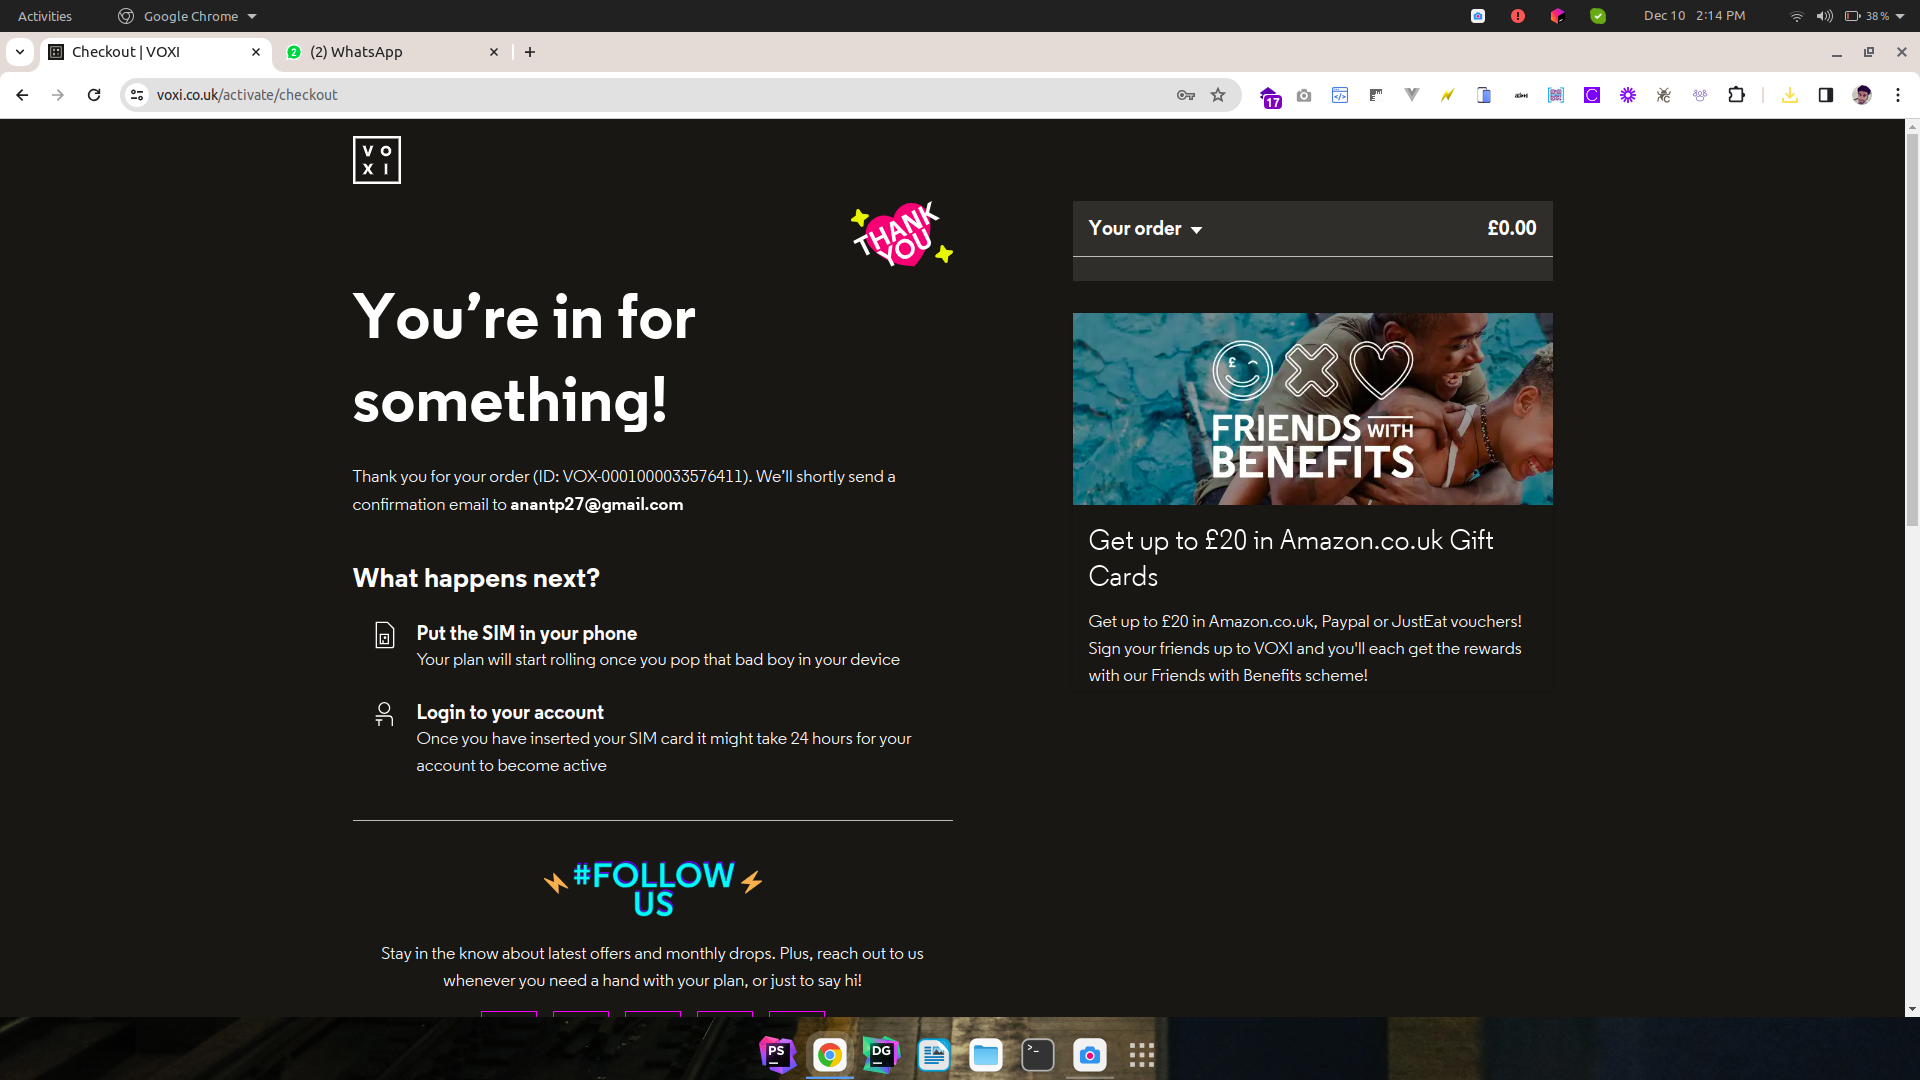 Activities
Google Chrome
Dec 10 2:14 PM
38 %
Checkout | VOXI
2
(2) WhatsApp
voxi.co.uk/activate/checkout
17
VO
XI
THANK
YOU
Your order
£0.00
You’re in for
something!
Thank you for your order (ID: VOX-0001000033576411). We’ll shortly send a
confirmation email to anantp27@gmail.com
What happens next?
Put the SIM in your phone
Your plan will start rolling once you pop that bad boy in your device
Login to your account
Once you have inserted your SIM card it might take 24 hours for your
account to become active
#FOLLOW
US
Stay in the know about latest offers and monthly drops. Plus, reach out to us
whenever you need a hand with your plan, or just to say hi!
£
FRIENDS WITH
BENEFITS
Get up to £20 in Amazon.co.uk Gift
Cards
Get up to £20 in Amazon.co.uk, Paypal or JustEat vouchers!
Sign your friends up to VOXI and you'll each get the rewards
with our Friends with Benefits scheme!
PS
DG